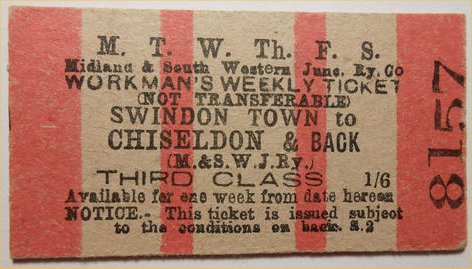 M. T. W. Th. F. S.
Midland & South Western Junc. Ry. Co
WORKMAN'S WEEKLY TICKET
(NOT TRANSFERABLE)
SWINDON TOWN to
CHISELDON & BACK
(M.&S.W.J.Ry.)
THIRD CLASS 1/6
Available for one week from date hereon
NOTICE.- This ticket is issued subject
to the conditions on back. S.2
8157